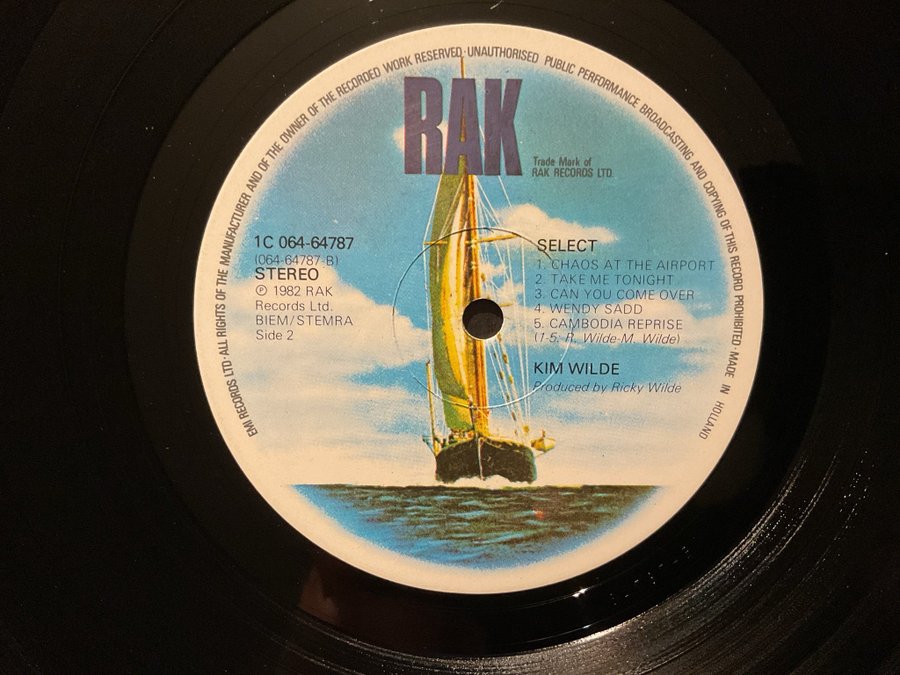 EMI RECORDS LTD·ALL RIGHTS OF THE MANUFACTURER AND OF THE OWNER OF THE RECORDED WORK RESERVED·UNAUTHORISED PUBLIC PERFORMANCE BROADCASTING AND COPYING OF THIS RECORD PROHIBITED·MADE IN HOLLAND
RAK
Trade Mark of
RAK RECORDS LTD.
1C 064-64787
(064-64787-B)
STEREO
℗ 1982 RAK
Records Ltd.
BIEM/STEMRA
Side 2
SELECT
1. CHAOS AT THE AIRPORT
2. TAKE ME TONIGHT
3. CAN YOU COME OVER
4. WENDY SADD
5. CAMBODIA REPRISE
(1-5: R. Wilde-M. Wilde)
KIM WILDE
Produced by Ricky Wilde